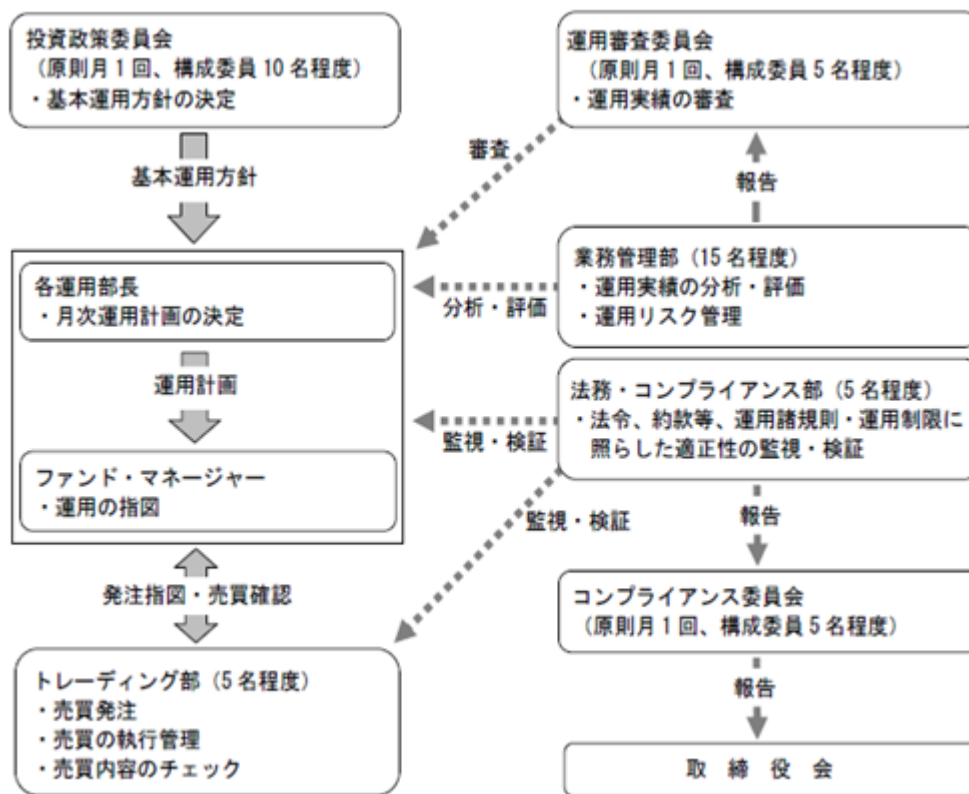 投資政策委員会
（原則月１回、構成委員 10 名程度）
・基本運用方針の決定
基本運用方針
各運用部長
・月次運用計画の決定
運用計画
ファンド・マネージャー
・運用の指図
発注指図・売買確認
トレーディング部（5 名程度）
・売買発注
・売買の執行管理
・売買内容のチェック
運用審査委員会
（原則月１回、構成委員 5 名程度）
・運用実績の審査
審査
報告
業務管理部（15 名程度）
・運用実績の分析・評価
・運用リスク管理
分析・評価
法務・コンプライアンス部（5 名程度）
・法令、約款等、運用諸規則・運用制限に
照らした適正性の監視・検証
監視・検証
監視・検証
報告
コンプライアンス委員会
（原則月１回、構成委員 5 名程度）
報告
取 締 役 会